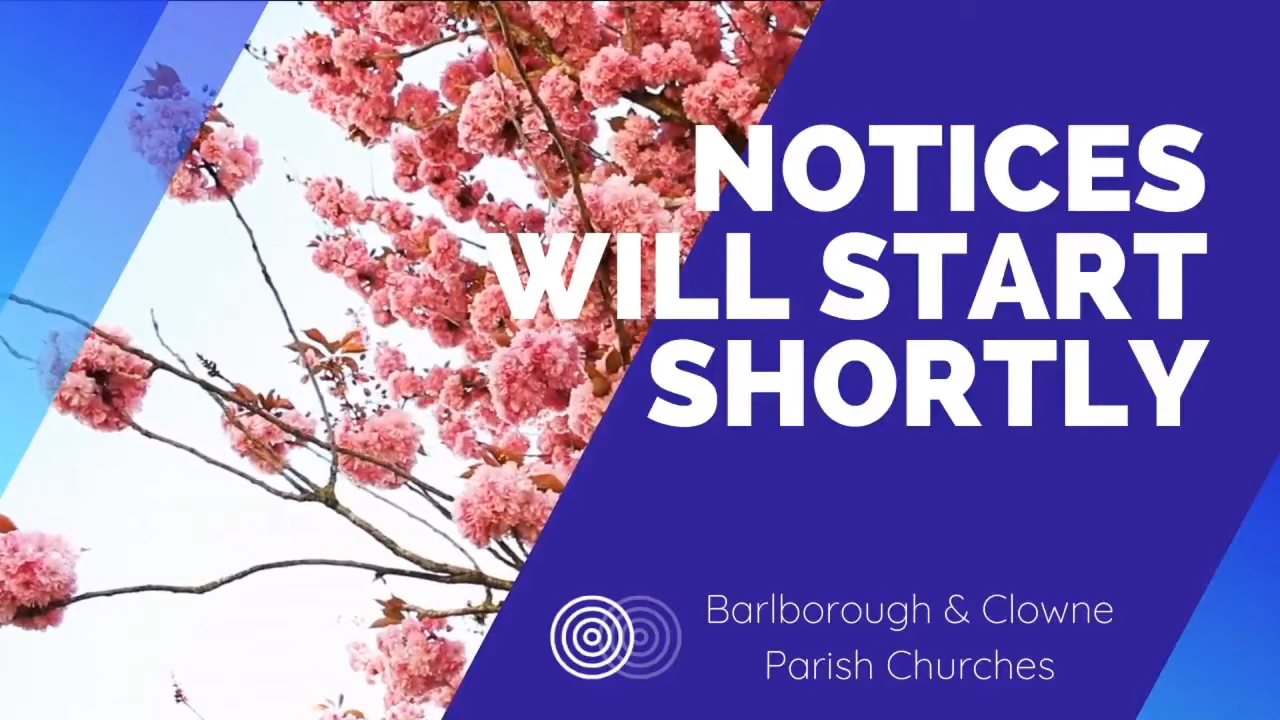 NOTICES
WILL START
SHORTLY
Barlborough & Clowne
Parish Churches